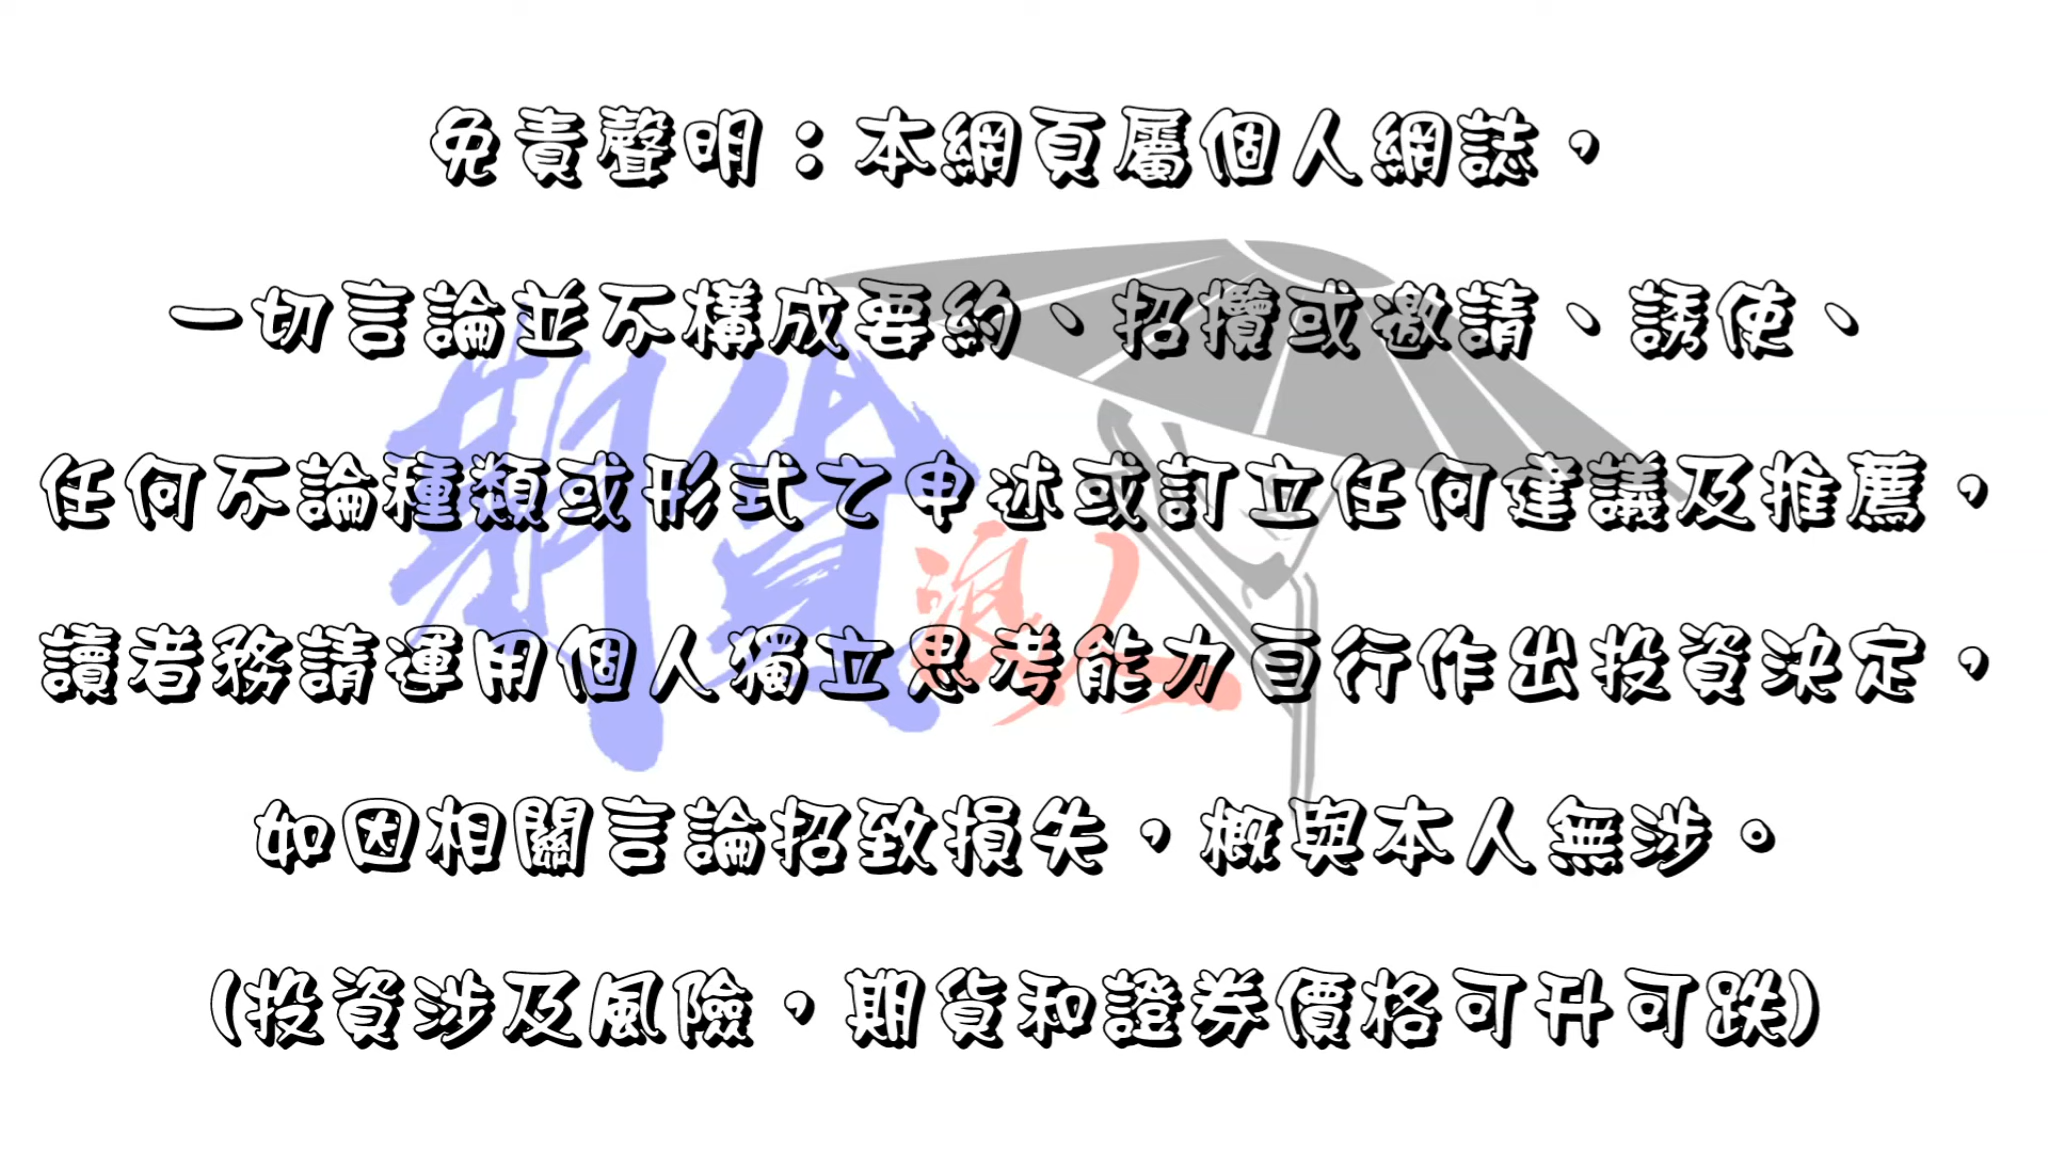 免責聲明：本網頁屬個人網誌，
一切言論並不構成要約、招攬或邀請、誘使、
任何不論種類或形式之申述或訂立任何建議及推薦，
讀者務請運用個人獨立思考能力自行作出投資決定，
如因相關言論招致損失，概與本人無涉。
(投資涉及風險，期貨和證券價格可升可跌)
期貨
浪人